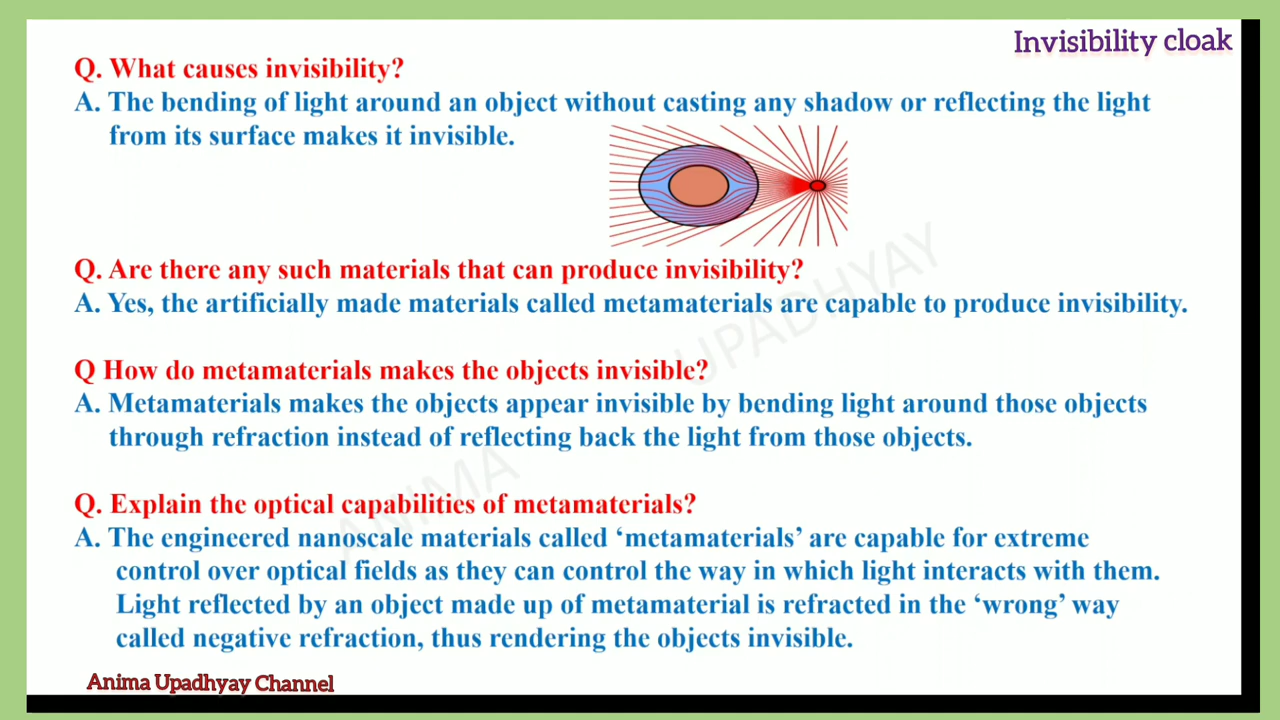 Invisibility cloak
Q. What causes invisibility?
A. The bending of light around an object without casting any shadow or reflecting the light
from its surface makes it invisible.
Q. Are there any such materials that can produce invisibility?
A. Yes, the artificially made materials called metamaterials are capable to produce invisibility.
Q How do metamaterials makes the objects invisible?
A. Metamaterials makes the objects appear invisible by bending light around those objects
through refraction instead of reflecting back the light from those objects.
Q. Explain the optical capabilities of metamaterials?
A. The engineered nanoscale materials called ‘metamaterials’ are capable for extreme
control over optical fields as they can control the way in which light interacts with them.
Light reflected by an object made up of metamaterial is refracted in the ‘wrong’ way
called negative refraction, thus rendering the objects invisible.
ANIMA UPADHYAY
Anima Upadhyay Channel